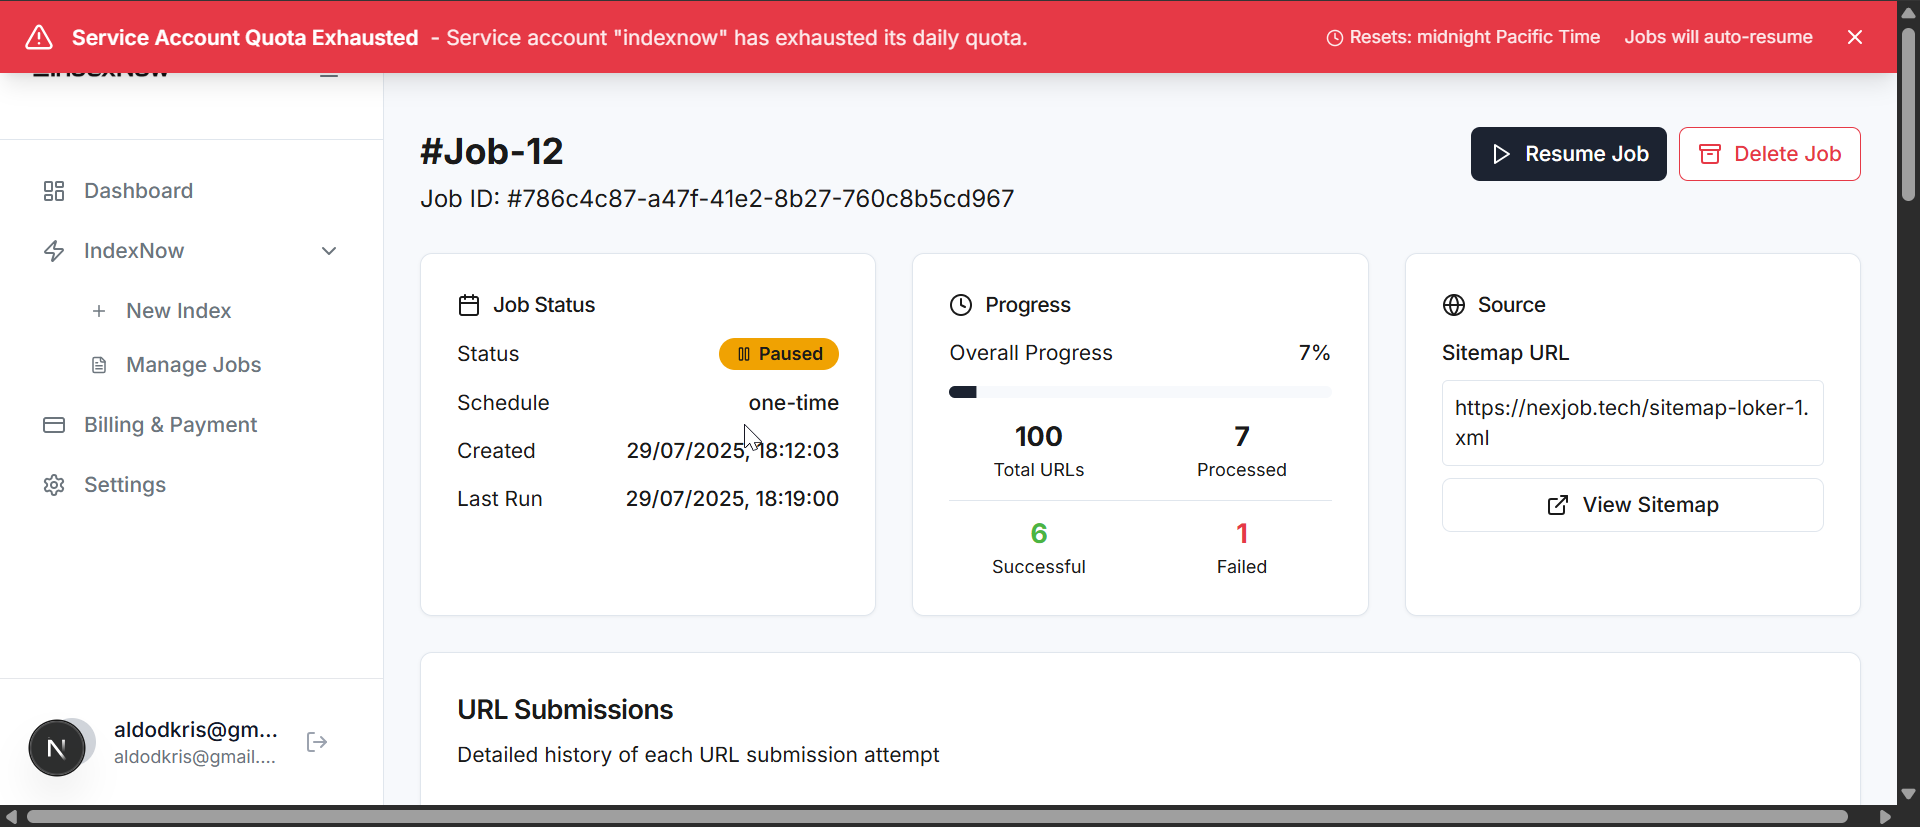 Service Account Quota Exhausted - Service account "indexnow" has exhausted its daily quota.
Resets: midnight Pacific Time
Jobs will auto-resume
IndexNow
Dashboard
IndexNow
New Index
Manage Jobs
Billing & Payment
Settings
N
aldodkris@gm...
aldodkris@gmail....
#Job-12
Job ID: #786c4c87-a47f-41e2-8b27-760c8b5cd967
Resume Job
Delete Job
Job Status
Status
Paused
Schedule
one-time
Created
29/07/2025, 18:12:03
Last Run
29/07/2025, 18:19:00
Progress
Overall Progress
7%
100
Total URLs
7
Processed
6
Successful
1
Failed
Source
Sitemap URL
https://nexjob.tech/sitemap-loker-1.
xml
View Sitemap
URL Submissions
Detailed history of each URL submission attempt